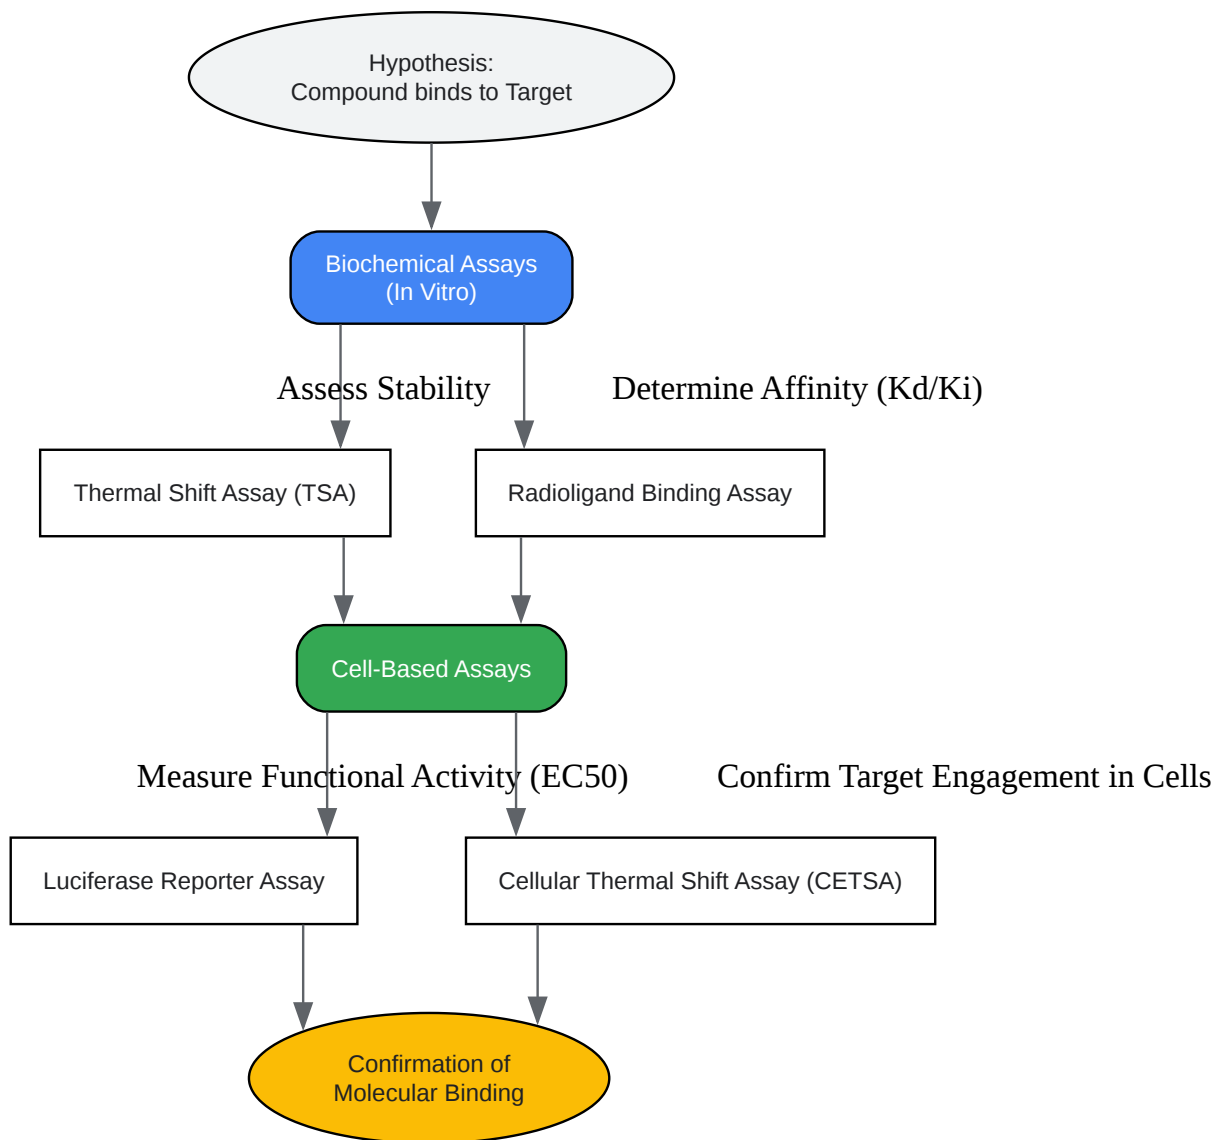 Hypothesis:
Compound binds to Target
Biochemical Assays
(In Vitro)
Assess Stability
Determine Affinity (Kd/Ki)
Thermal Shift Assay (TSA)
Radioligand Binding Assay
Cell-Based Assays
Measure Functional Activity (EC50)
Confirm Target Engagement in Cells
Luciferase Reporter Assay
Cellular Thermal Shift Assay (CETSA)
Confirmation of
Molecular Binding